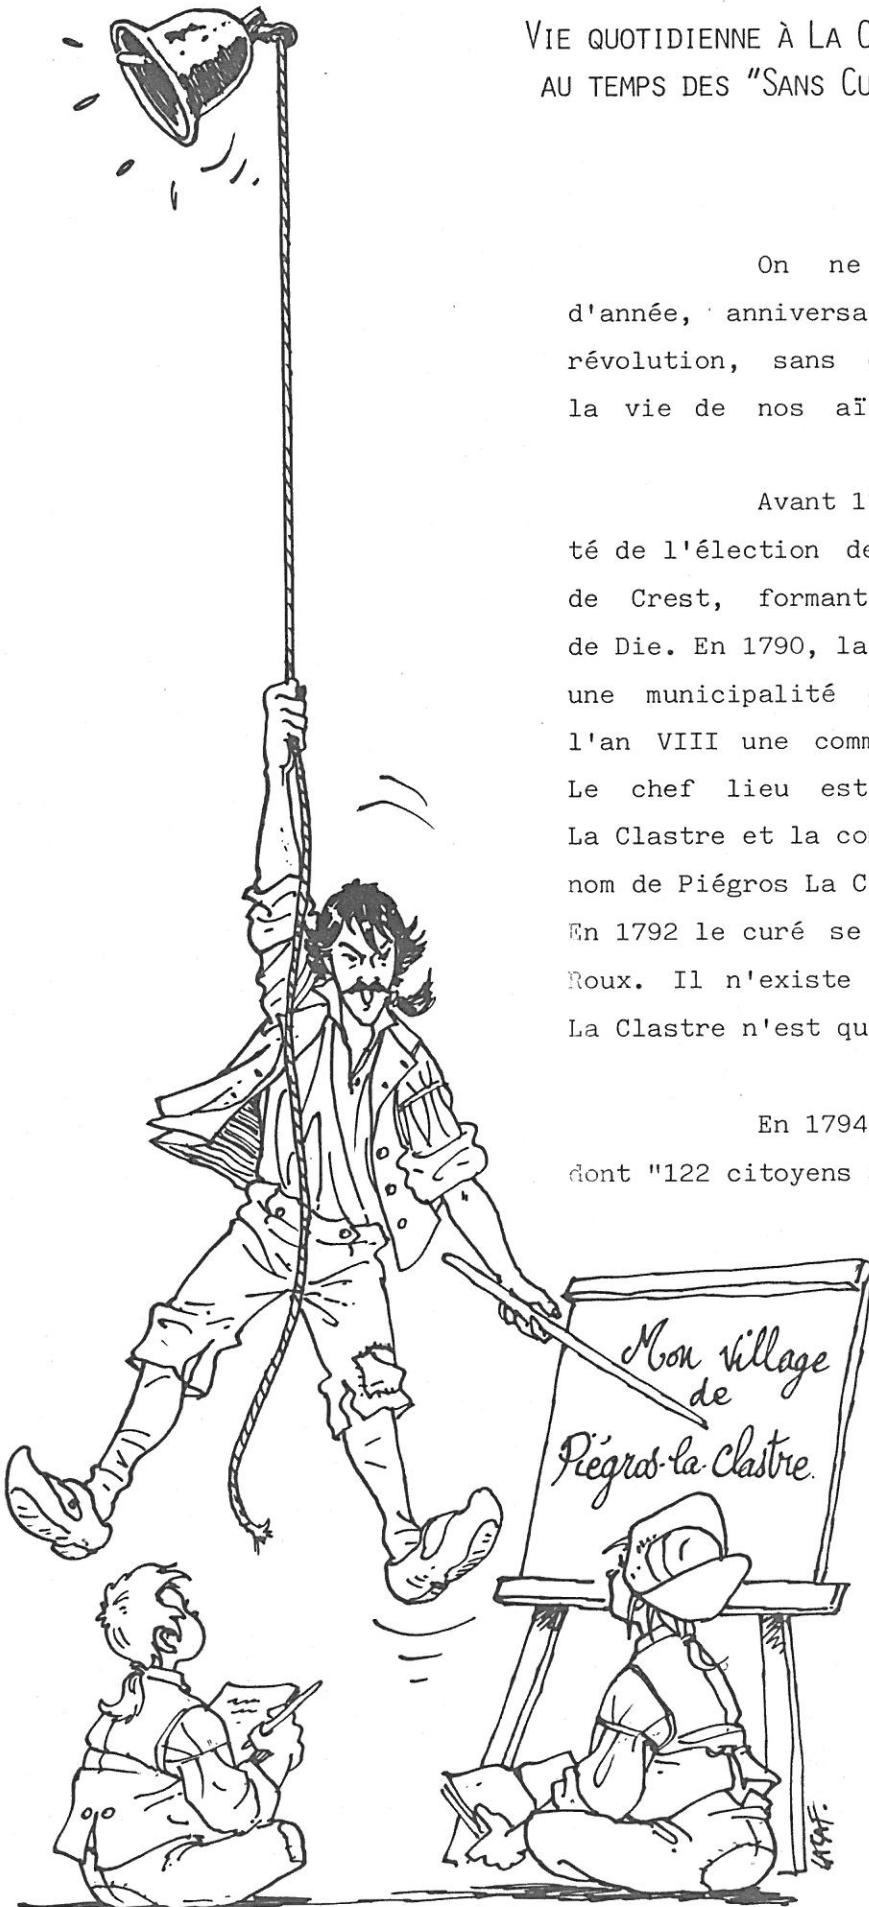 VIE QUOTIDIENNE À LA C
AU TEMPS DES "SANS CU
On ne
d'année, anniversa
révolution, sans
la vie de nos aï
Avant 1
té de l'élection de
de Crest, formant
de Die. En 1790, la
une municipalité
l'an VIII une comm
Le chef lieu est
La Clastre et la co
nom de Piégros La C
En 1792 le curé se
Roux. Il n'existe
La Clastre n'est qu
En 1794
dont "122 citoyens
Mon village
de
Piégros-la-Clastre.